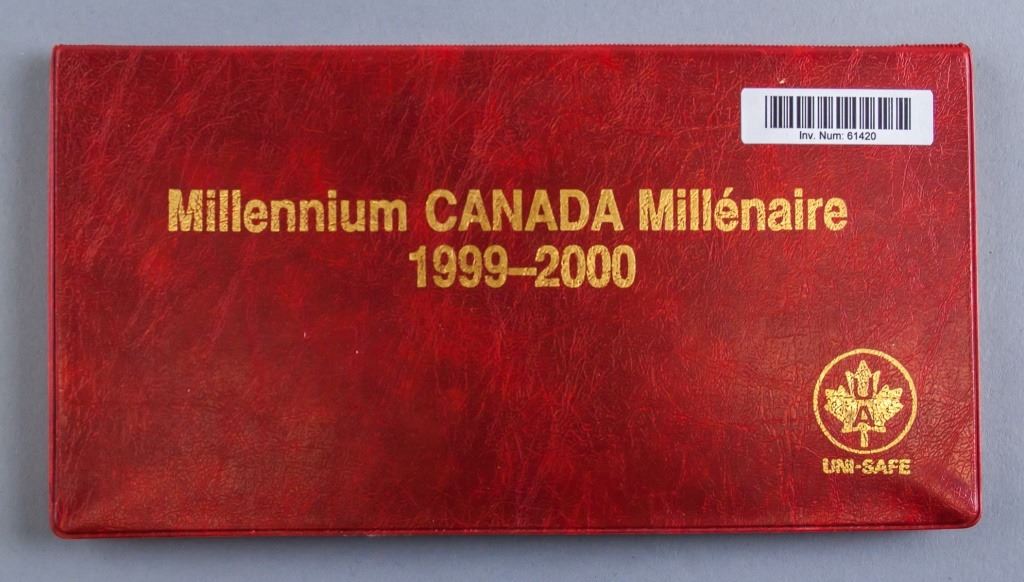 Inv. Num: 61420
Millennium CANADA Millénaire
1999–2000
U
A
UNI-SAFE